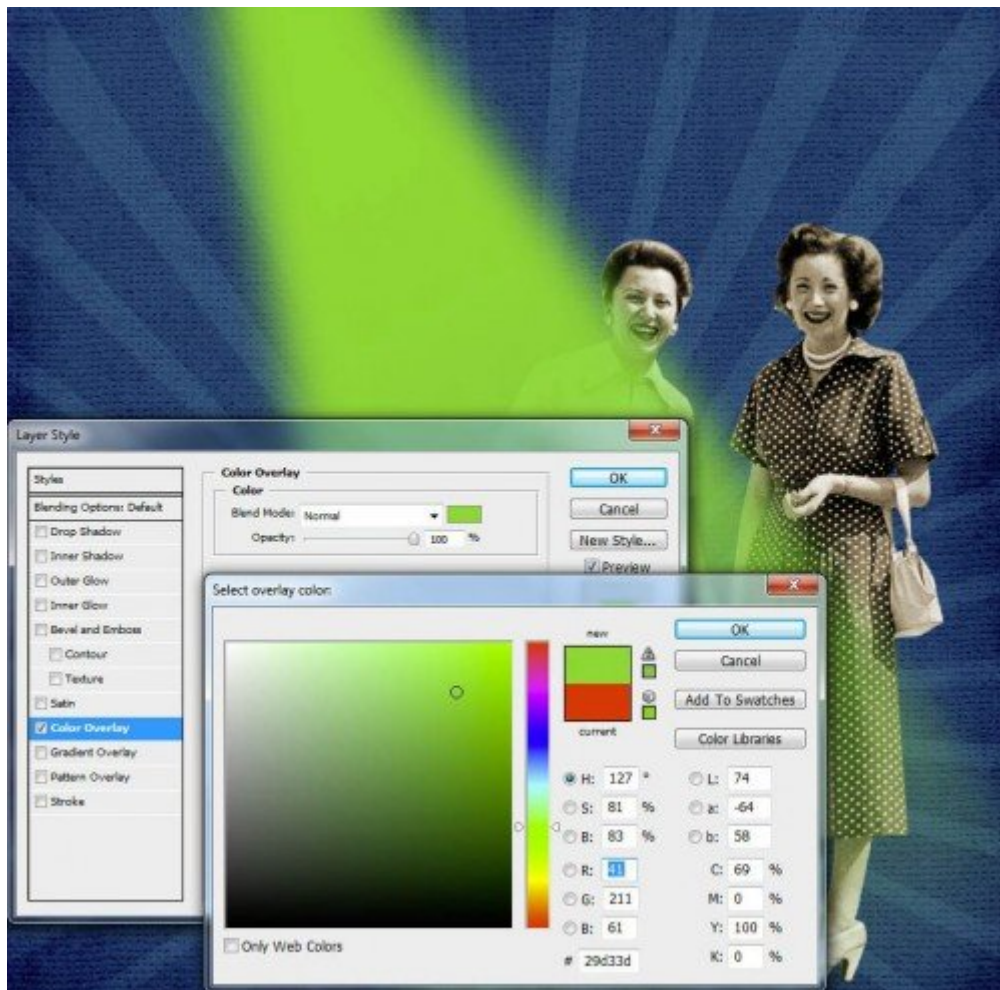 Layer Style
Styles
Blending Options: Default
Drop Shadow
Inner Shadow
Outer Glow
Inner Glow
Bevel and Emboss
Contour
Texture
Satin
Color Overlay
Gradient Overlay
Pattern Overlay
Stroke
Color Overlay
Color
Blend Mode: Normal
Opacity: 100 %
OK
Cancel
New Style...
Preview
Select overlay color:
new
current
OK
Cancel
Add To Swatches
Color Libraries
H: 127 ° L: 74
S: 81 % a: -64
B: 83 % b: 58
R: 41 C: 69 %
G: 211 M: 0 %
B: 61 Y: 100 %
# 29d33d K: 0 %
Only Web Colors